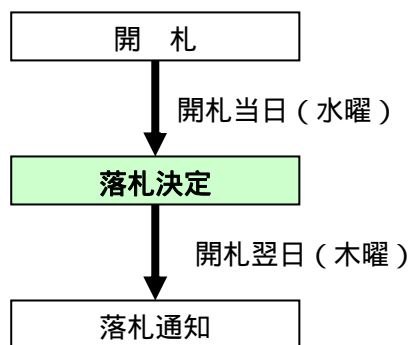 開　札
開札当日（水曜）
落札決定
開札翌日（木曜）
落札通知